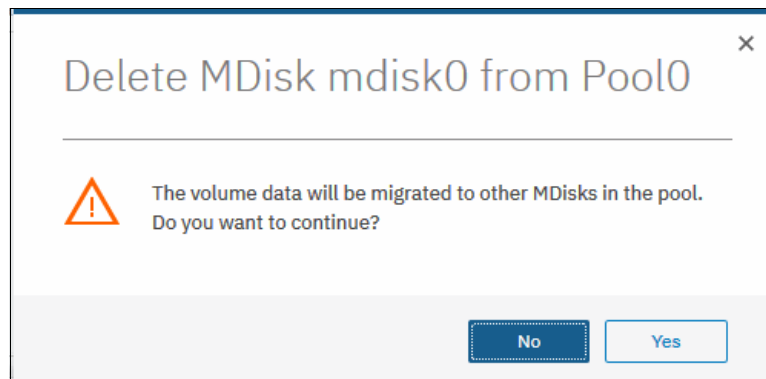 Delete MDisk mdisk0 from Pool0
The volume data will be migrated to other MDisks in the pool.
Do you want to continue?
No
Yes